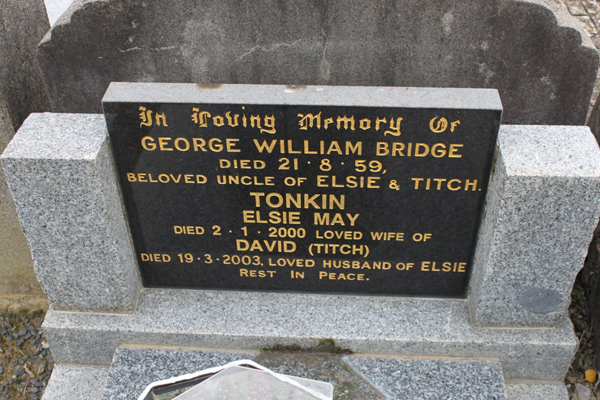 In Loving Memory Of
GEORGE WILLIAM BRIDGE
DIED 21·8·59,
BELOVED UNCLE OF ELSIE & TITCH.
TONKIN
ELSIE MAY
DIED 2·1·2000 LOVED WIFE OF
DAVID (TITCH)
DIED 19·3·2003, LOVED HUSBAND OF ELSIE
REST IN PEACE.